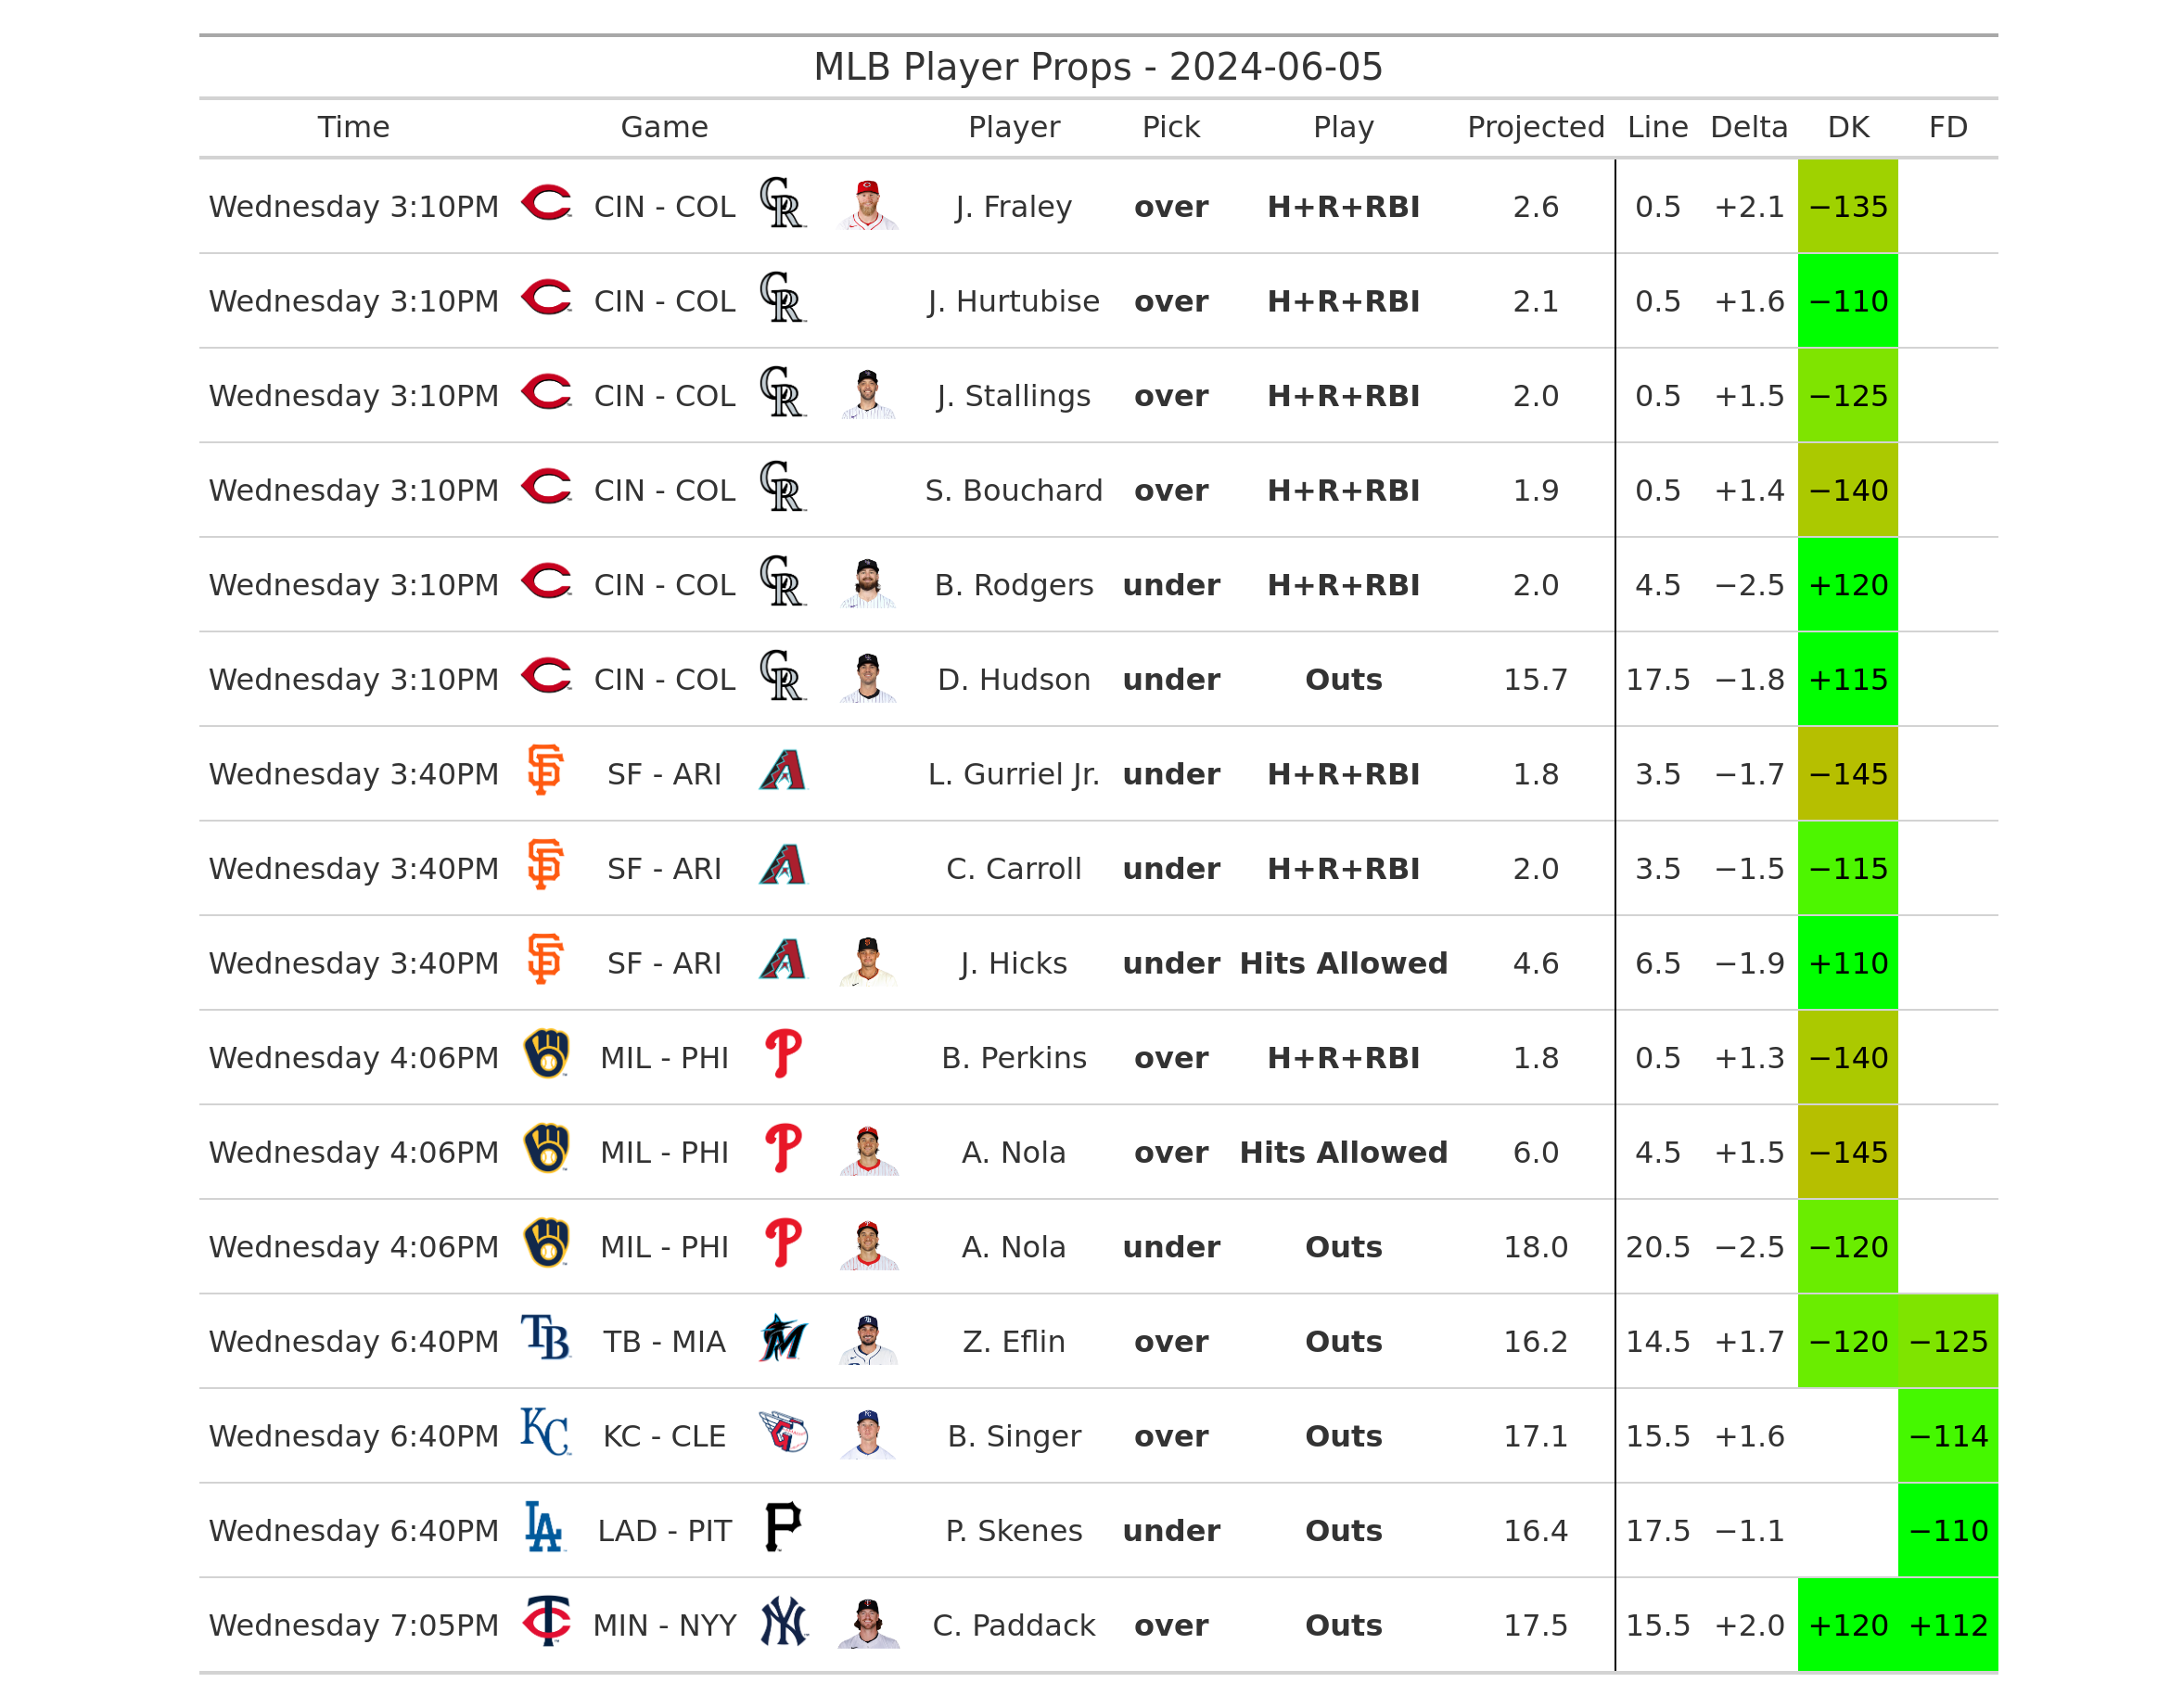 MLB Player Props - 2024-06-05
Time Game Player Pick Play Projected Line Delta DK FD
Wednesday 3:10PM CIN - COL J. Fraley over H+R+RBI 2.6 0.5 +2.1 −135
Wednesday 3:10PM CIN - COL J. Hurtubise over H+R+RBI 2.1 0.5 +1.6 −110
Wednesday 3:10PM CIN - COL J. Stallings over H+R+RBI 2.0 0.5 +1.5 −125
Wednesday 3:10PM CIN - COL S. Bouchard over H+R+RBI 1.9 0.5 +1.4 −140
Wednesday 3:10PM CIN - COL B. Rodgers under H+R+RBI 2.0 4.5 −2.5 +120
Wednesday 3:10PM CIN - COL D. Hudson under Outs 15.7 17.5 −1.8 +115
Wednesday 3:40PM SF - ARI L. Gurriel Jr. under H+R+RBI 1.8 3.5 −1.7 −145
Wednesday 3:40PM SF - ARI C. Carroll under H+R+RBI 2.0 3.5 −1.5 −115
Wednesday 3:40PM SF - ARI J. Hicks under Hits Allowed 4.6 6.5 −1.9 +110
Wednesday 4:06PM MIL - PHI B. Perkins over H+R+RBI 1.8 0.5 +1.3 −140
Wednesday 4:06PM MIL - PHI A. Nola over Hits Allowed 6.0 4.5 +1.5 −145
Wednesday 4:06PM MIL - PHI A. Nola under Outs 18.0 20.5 −2.5 −120
Wednesday 6:40PM TB - MIA Z. Eflin over Outs 16.2 14.5 +1.7 −120 −125
Wednesday 6:40PM KC - CLE B. Singer over Outs 17.1 15.5 +1.6 −114
Wednesday 6:40PM LAD - PIT P. Skenes under Outs 16.4 17.5 −1.1 −110
Wednesday 7:05PM MIN - NYY C. Paddack over Outs 17.5 15.5 +2.0 +120 +112